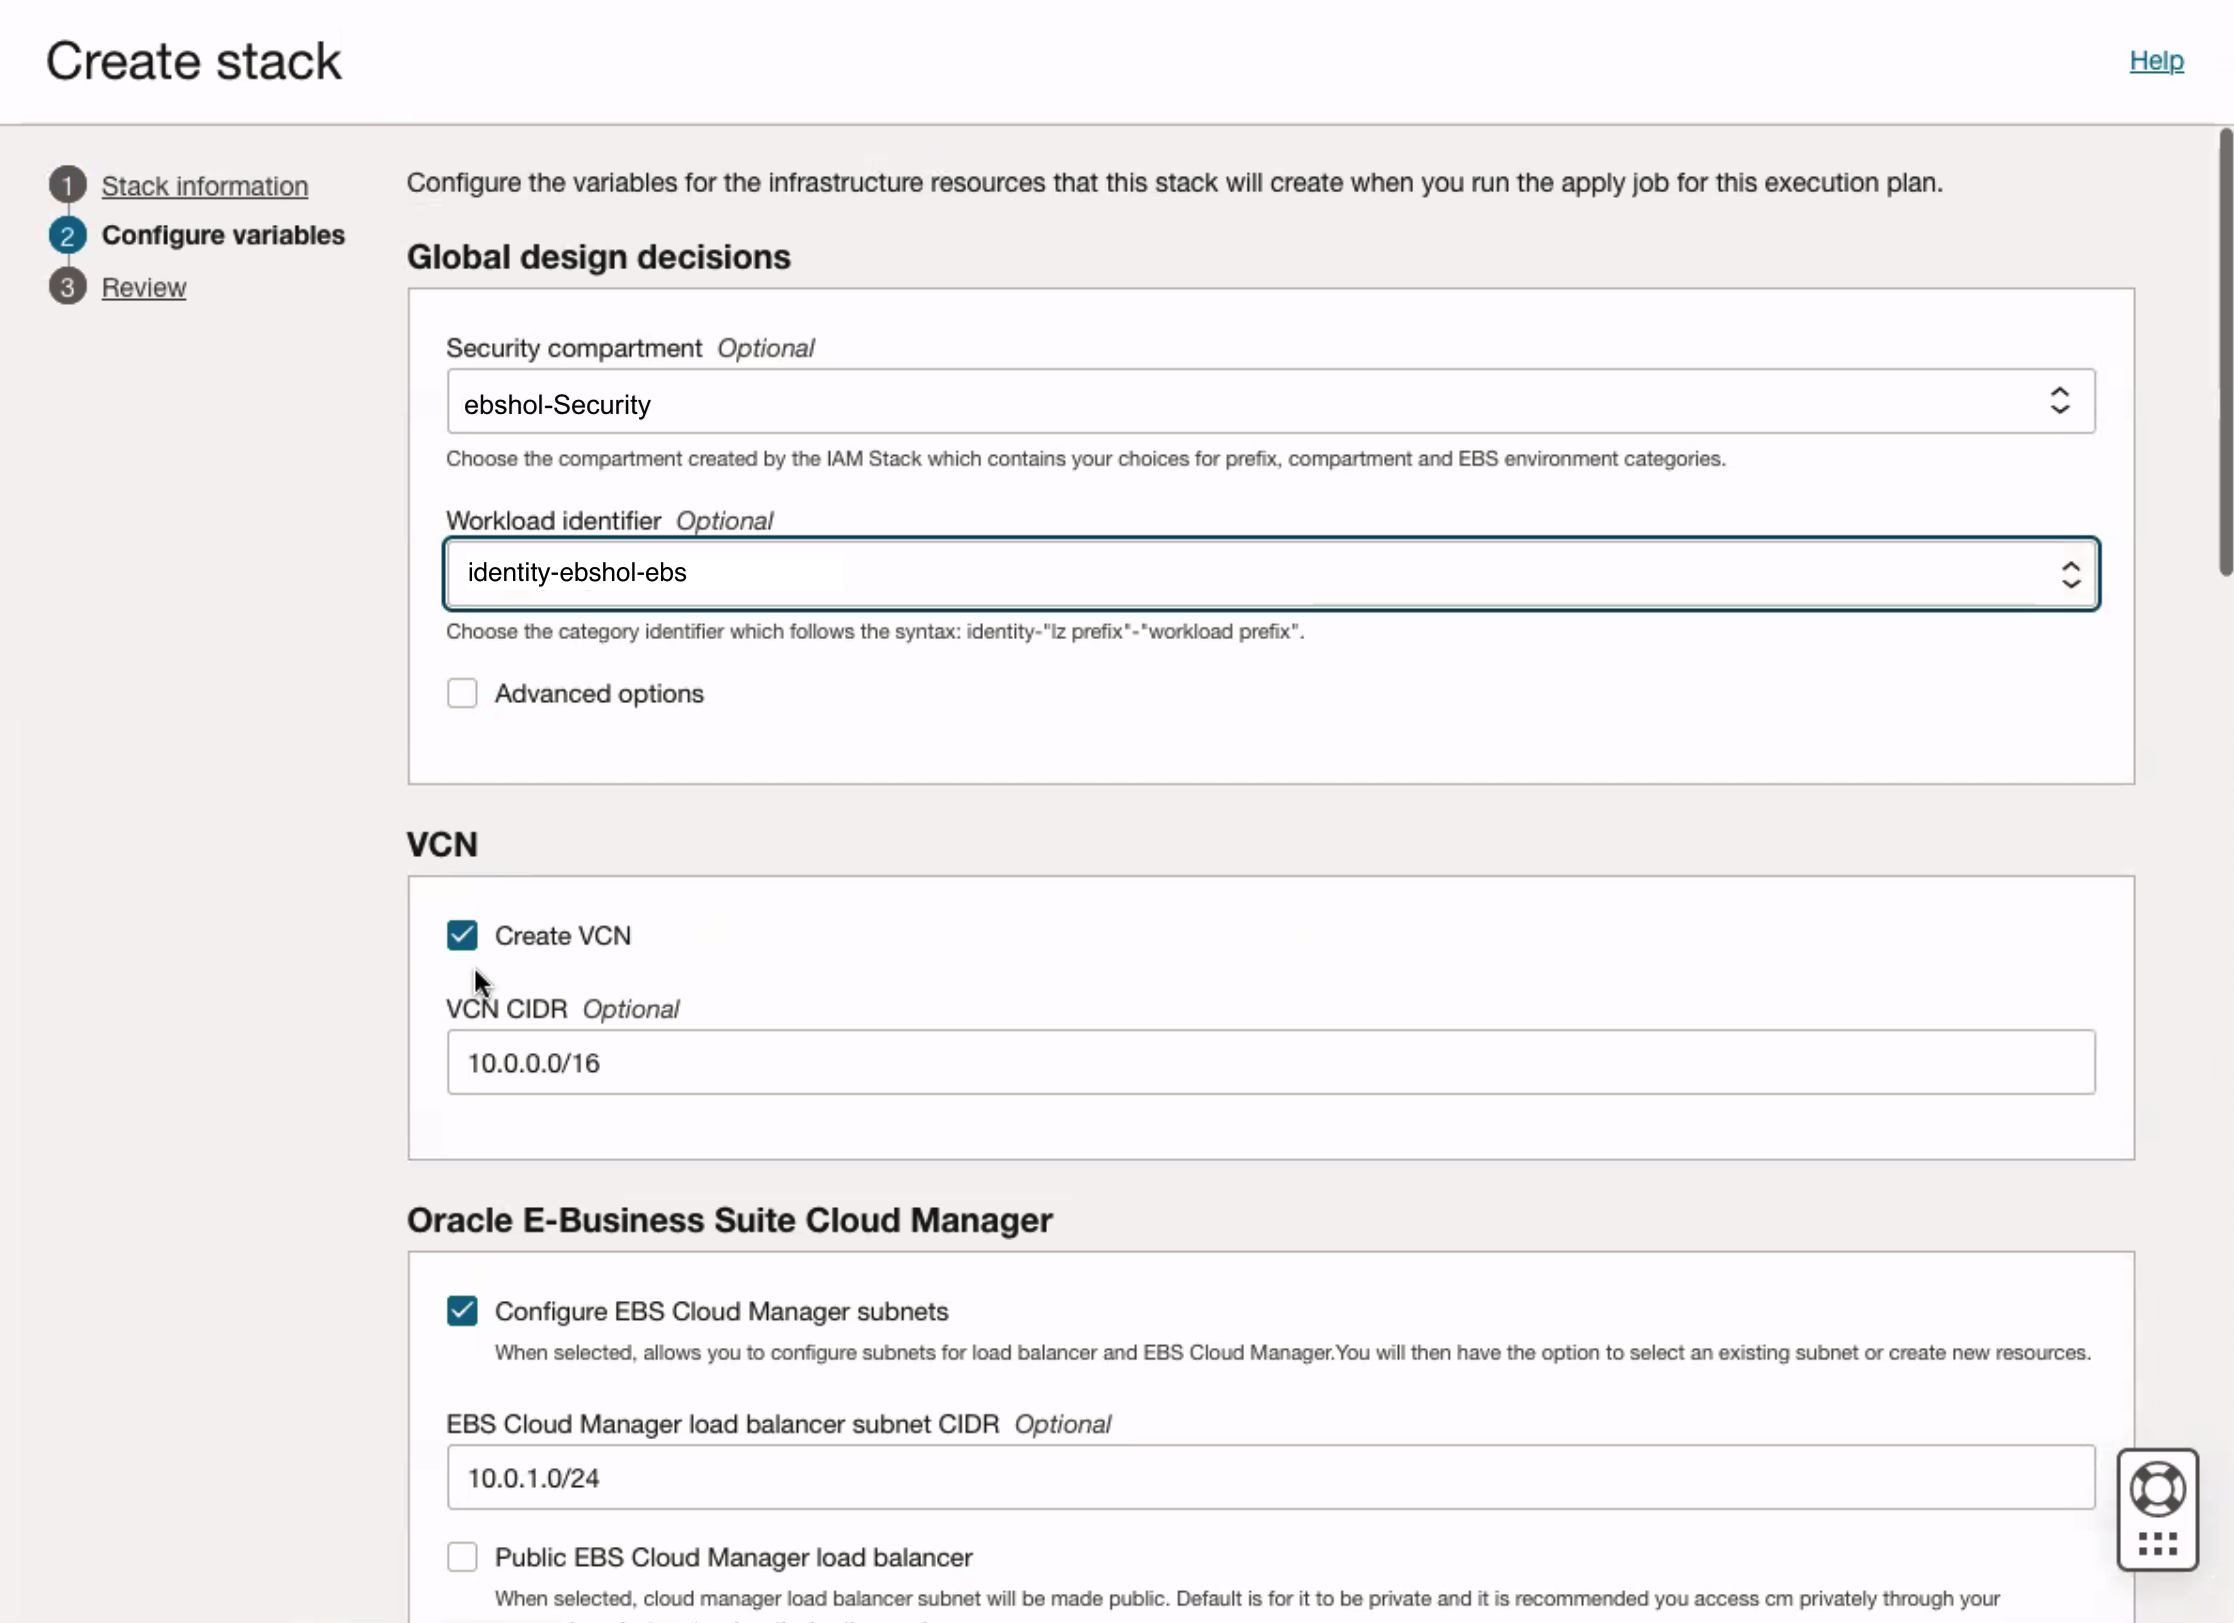 Create stack
Help
1 Stack information
2 Configure variables
3 Review
Configure the variables for the infrastructure resources that this stack will create when you run the apply job for this execution plan.
Global design decisions
Security compartment Optional
ebshol-Security
Choose the compartment created by the IAM Stack which contains your choices for prefix, compartment and EBS environment categories.
Workload identifier Optional
identity-ebshol-ebs
Choose the category identifier which follows the syntax: identity-"lz prefix"-"workload prefix".
Advanced options
VCN
Create VCN
VCN CIDR Optional
10.0.0.0/16
Oracle E-Business Suite Cloud Manager
Configure EBS Cloud Manager subnets
When selected, allows you to configure subnets for load balancer and EBS Cloud Manager.You will then have the option to select an existing subnet or create new resources.
EBS Cloud Manager load balancer subnet CIDR Optional
10.0.1.0/24
Public EBS Cloud Manager load balancer
When selected, cloud manager load balancer subnet will be made public. Default is for it to be private and it is recommended you access cm privately through your